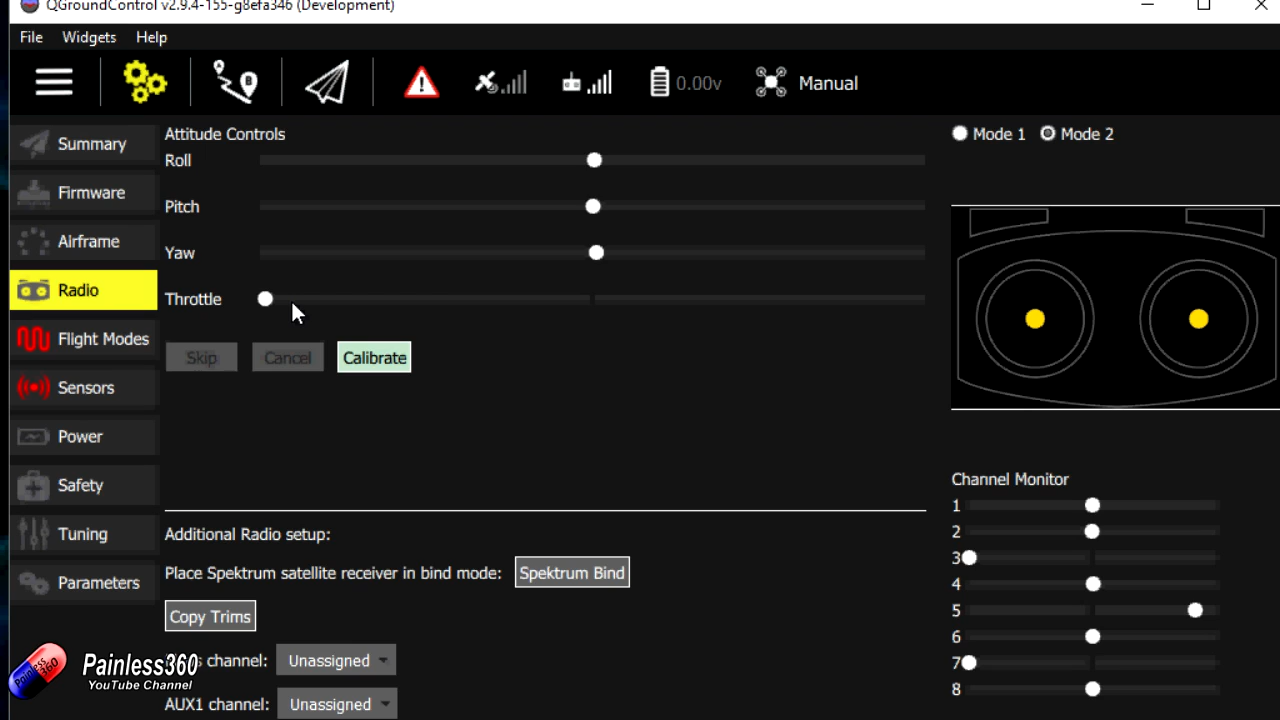 QGroundControl v2.9.4-155-g8efa346 (Development)
File Widgets Help
0.00v Manual
Summary
Firmware
Airframe
Radio
Flight Modes
Sensors
Power
Safety
Tuning
Parameters
Attitude Controls
Roll
Pitch
Yaw
Throttle
Skip Cancel Calibrate
Additional Radio setup:
Place Spektrum satellite receiver in bind mode: Spektrum Bind
Copy Trims
channel: Unassigned
AUX1 channel: Unassigned
Mode 1 Mode 2
Channel Monitor
1
2
3
4
5
6
7
8
Painless360
Painless360
YouTube Channel